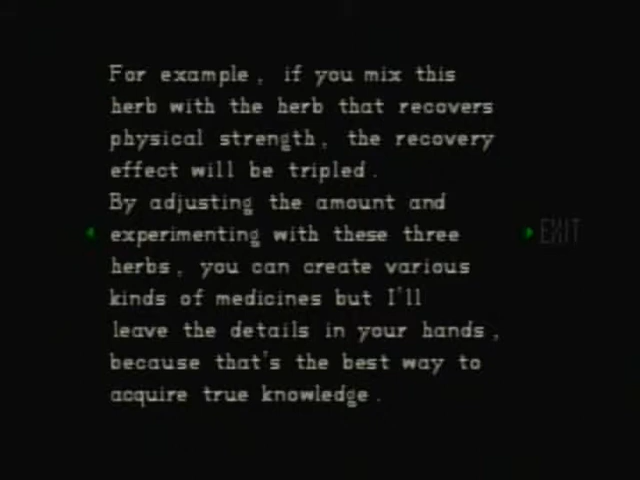 For example, if you mix this
herb with the herb that recovers
physical strength, the recovery
effect will be tripled.
By adjusting the amount and
experimenting with these three
herbs, you can create various
kinds of medicines but I'll
leave the details in your hands,
because that's the best way to
acquire true knowledge.
EXIT